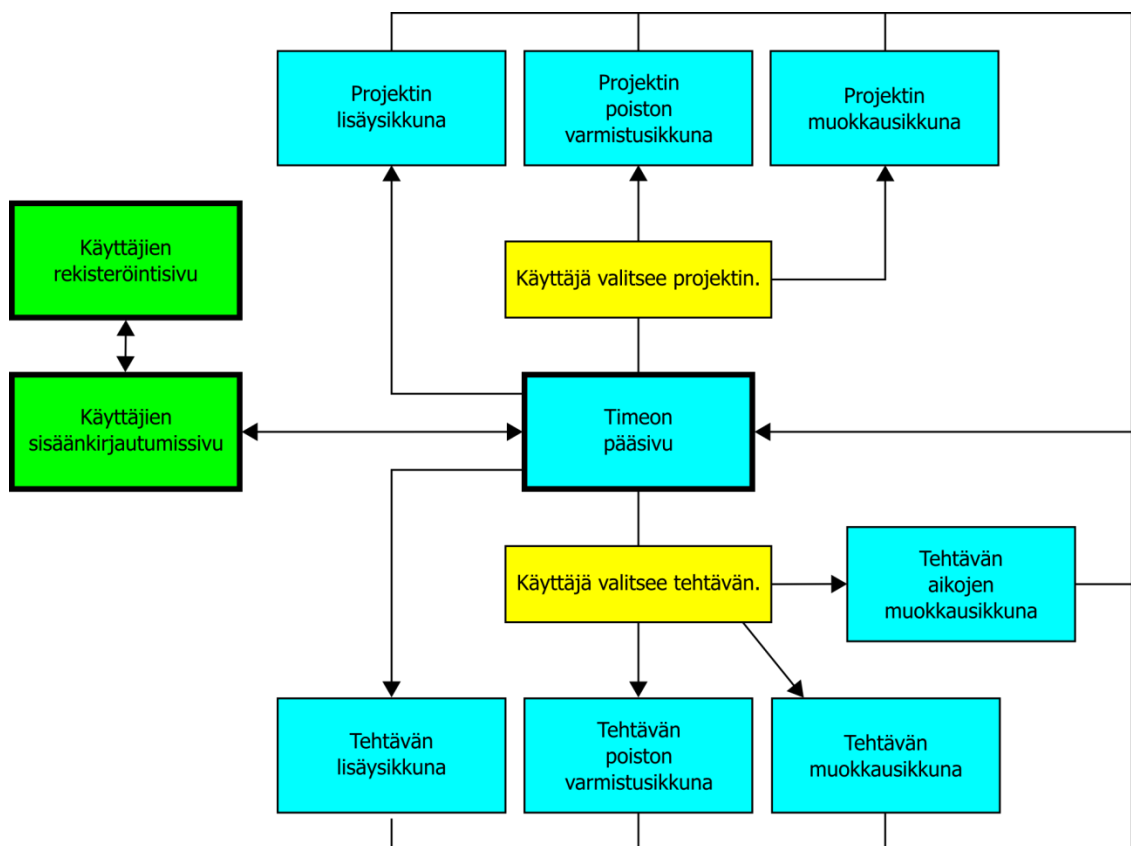 Projektin
lisäysikkuna
Projektin
poiston
varmistusikkuna
Projektin
muokkausikkuna
Käyttäjien
rekisteröintisivu
Käyttäjä valitsee projektin.
Käyttäjien
sisäänkirjautumissivu
Timeon
pääsivu
Käyttäjä valitsee tehtävän.
Tehtävän
aikojen
muokkausikkuna
Tehtävän
lisäysikkuna
Tehtävän
poiston
varmistusikkuna
Tehtävän
muokkausikkuna